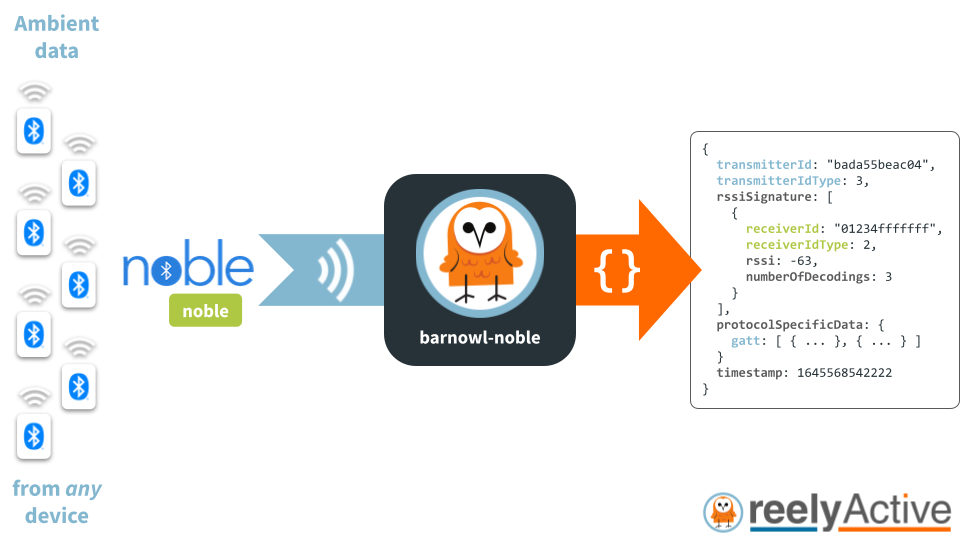 Ambient
data
from any
device
noble
noble
barnowl-noble
{}
{
transmitterId: "bada55beac04",
transmitterIdType: 3,
rssiSignature: [
{
receiverId: "01234fffffff",
receiverIdType: 2,
rssi: -63,
numberOfDecodings: 3
}
],
protocolSpecificData: {
gatt: [ { ... }, { ... } ]
}
timestamp: 1645568542222
}
reelyActive